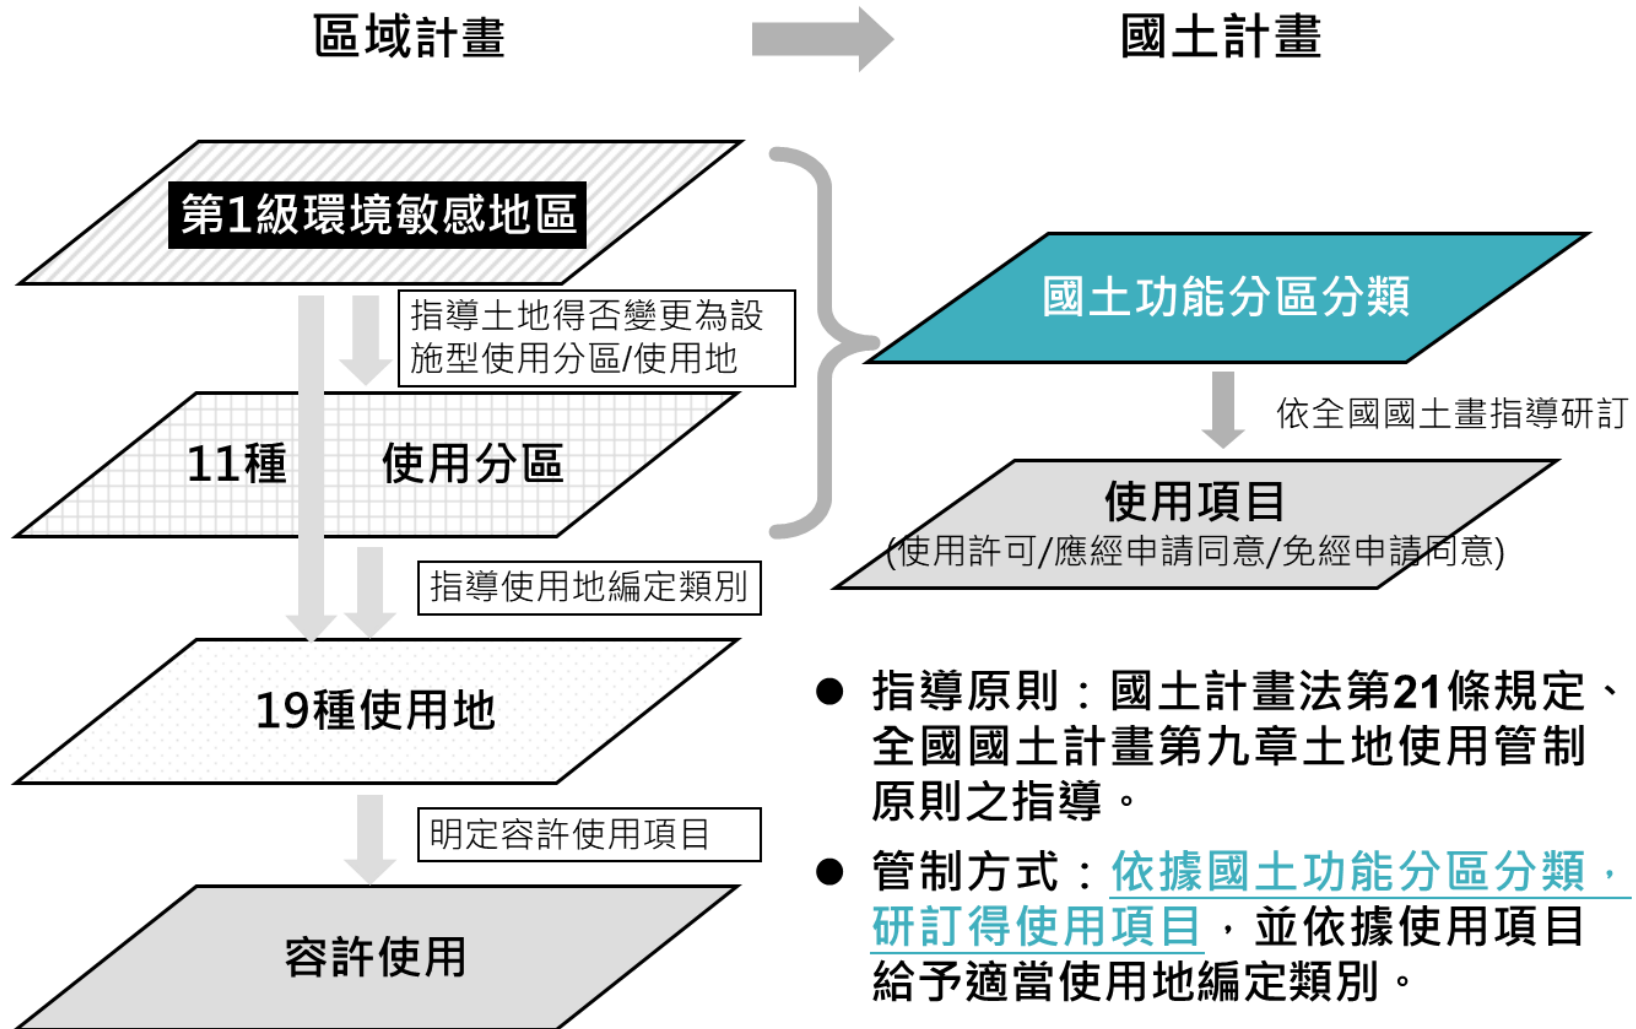 區域計畫
國土計畫
第1級環境敏感地區
指導土地得否變更為設
施型使用分區/使用地
11種 使用分區
指導使用地編定類別
19種使用地
明定容許使用項目
容許使用
國土功能分區分類
依全國國土畫指導研訂
使用項目
(使用許可/應經申請同意/免經申請同意)
● 指導原則：國土計畫法第21條規定、
全國國土計畫第九章土地使用管制
原則之指導。
● 管制方式：依據國土功能分區分類，
研訂得使用項目，並依據使用項目
給予適當使用地編定類別。